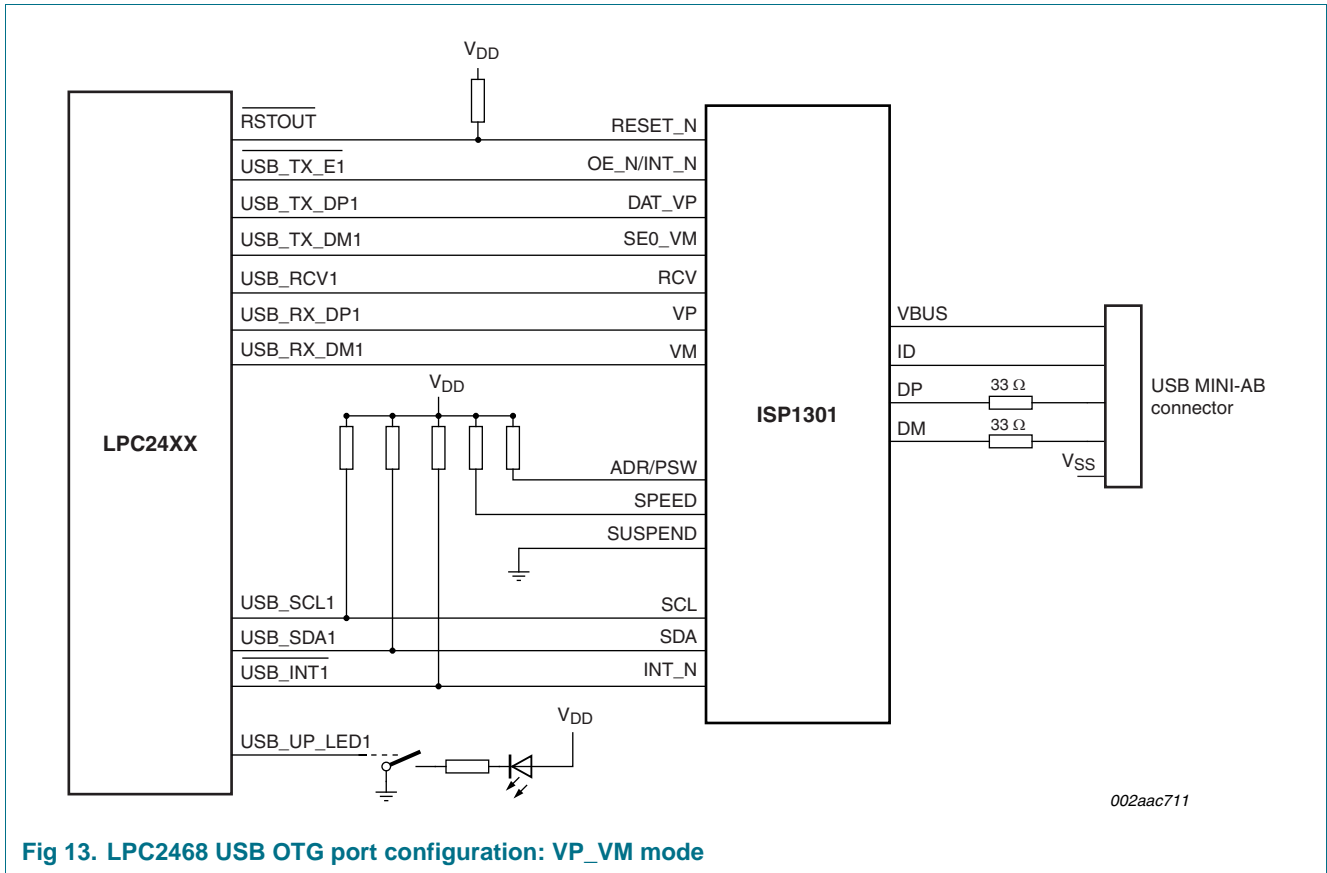 VDD
RSTOUT
RESET_N
USB_TX_E1
OE_N/INT_N
USB_TX_DP1
DAT_VP
USB_TX_DM1
SE0_VM
USB_RCV1
RCV
USB_RX_DP1
VP
USB_RX_DM1
VM
VBUS
ID
DP
33 Ω
DM
33 Ω
VSS
USB MINI-AB
connector
VDD
LPC24XX
ISP1301
ADR/PSW
SPEED
SUSPEND
USB_SCL1
SCL
USB_SDA1
SDA
USB_INT1
INT_N
VDD
USB_UP_LED1
002aac711
Fig 13. LPC2468 USB OTG port configuration: VP_VM mode